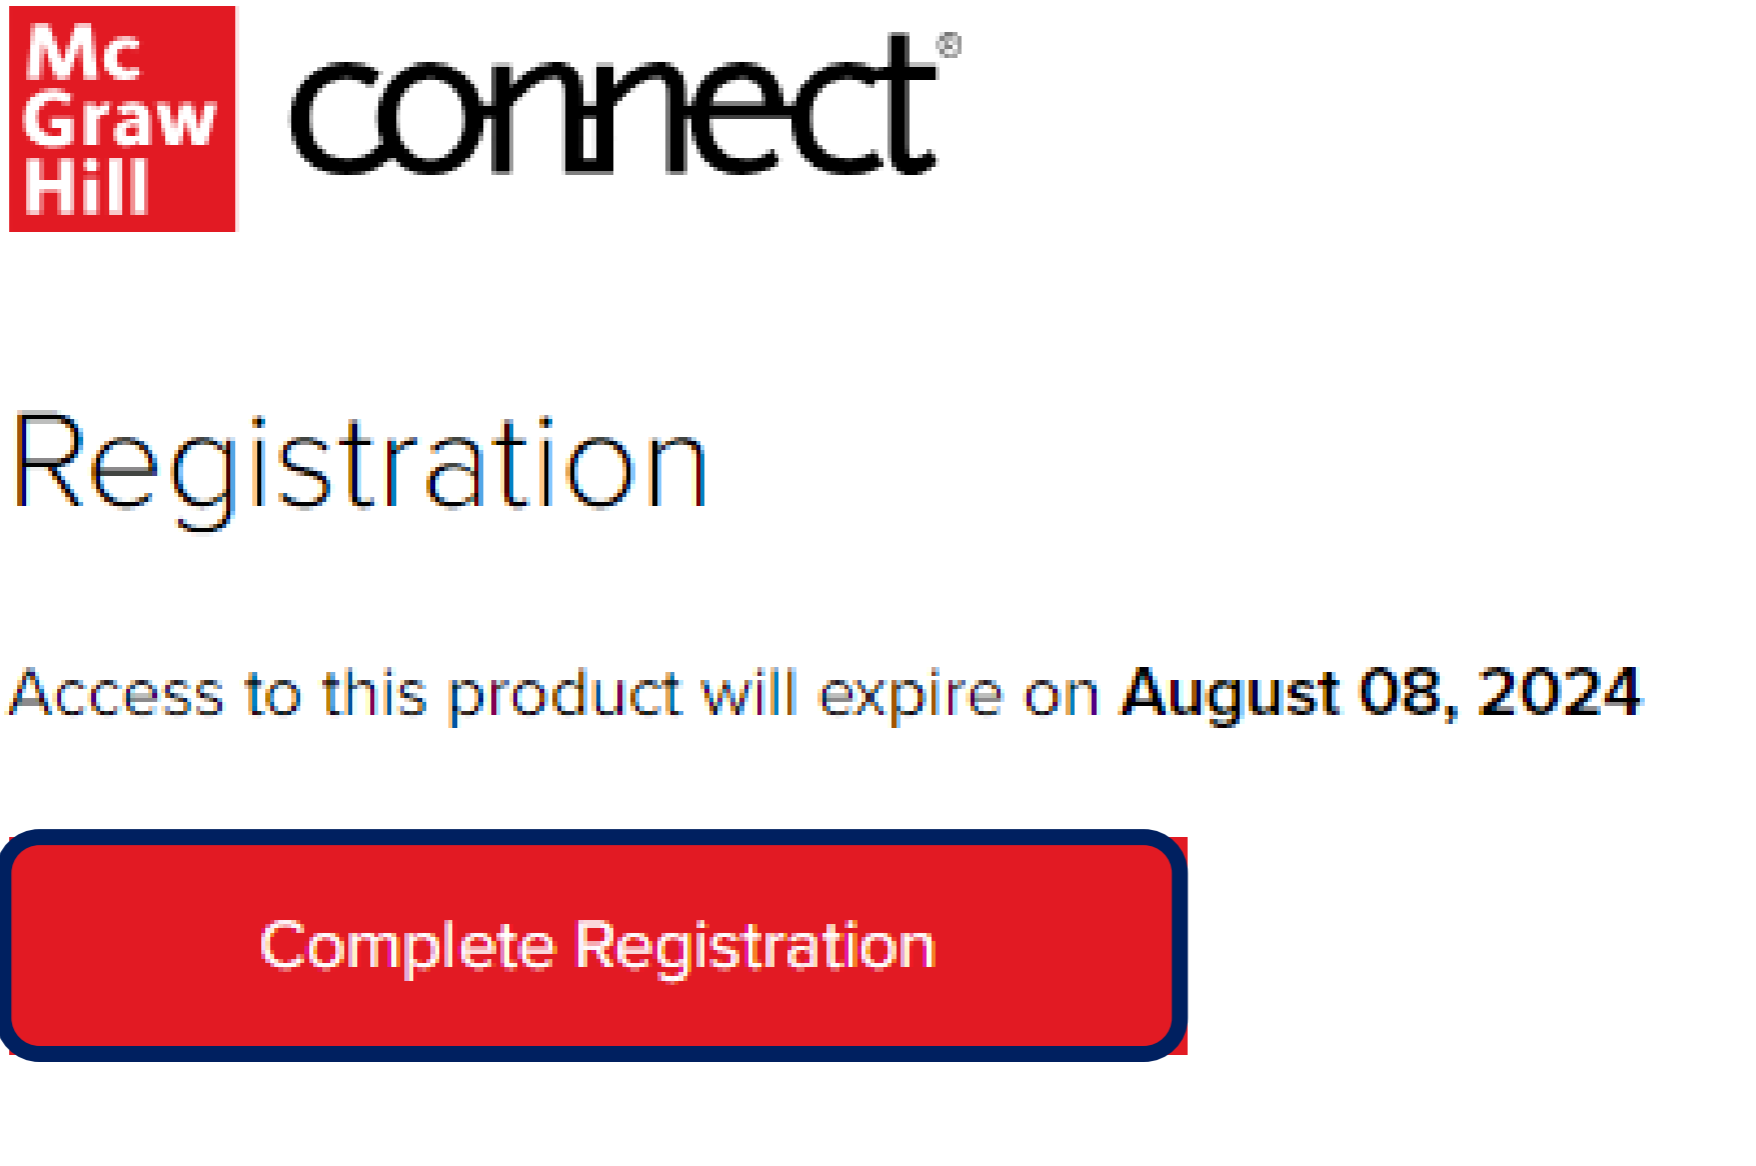 Mc
Graw
Hill
connect®
Registration
Access to this product will expire on August 08, 2024
Complete Registration